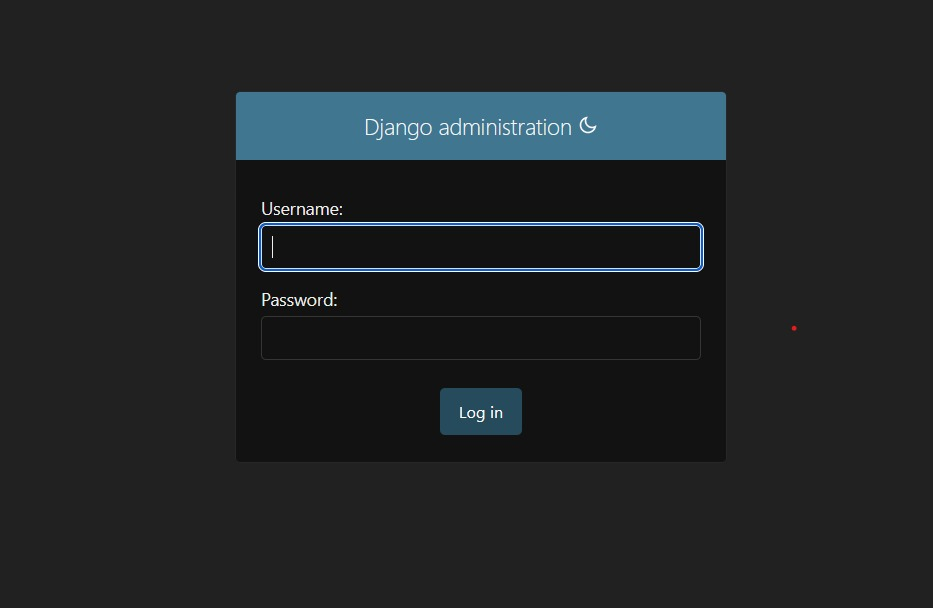 Django administration
Username:
Password:
Log in